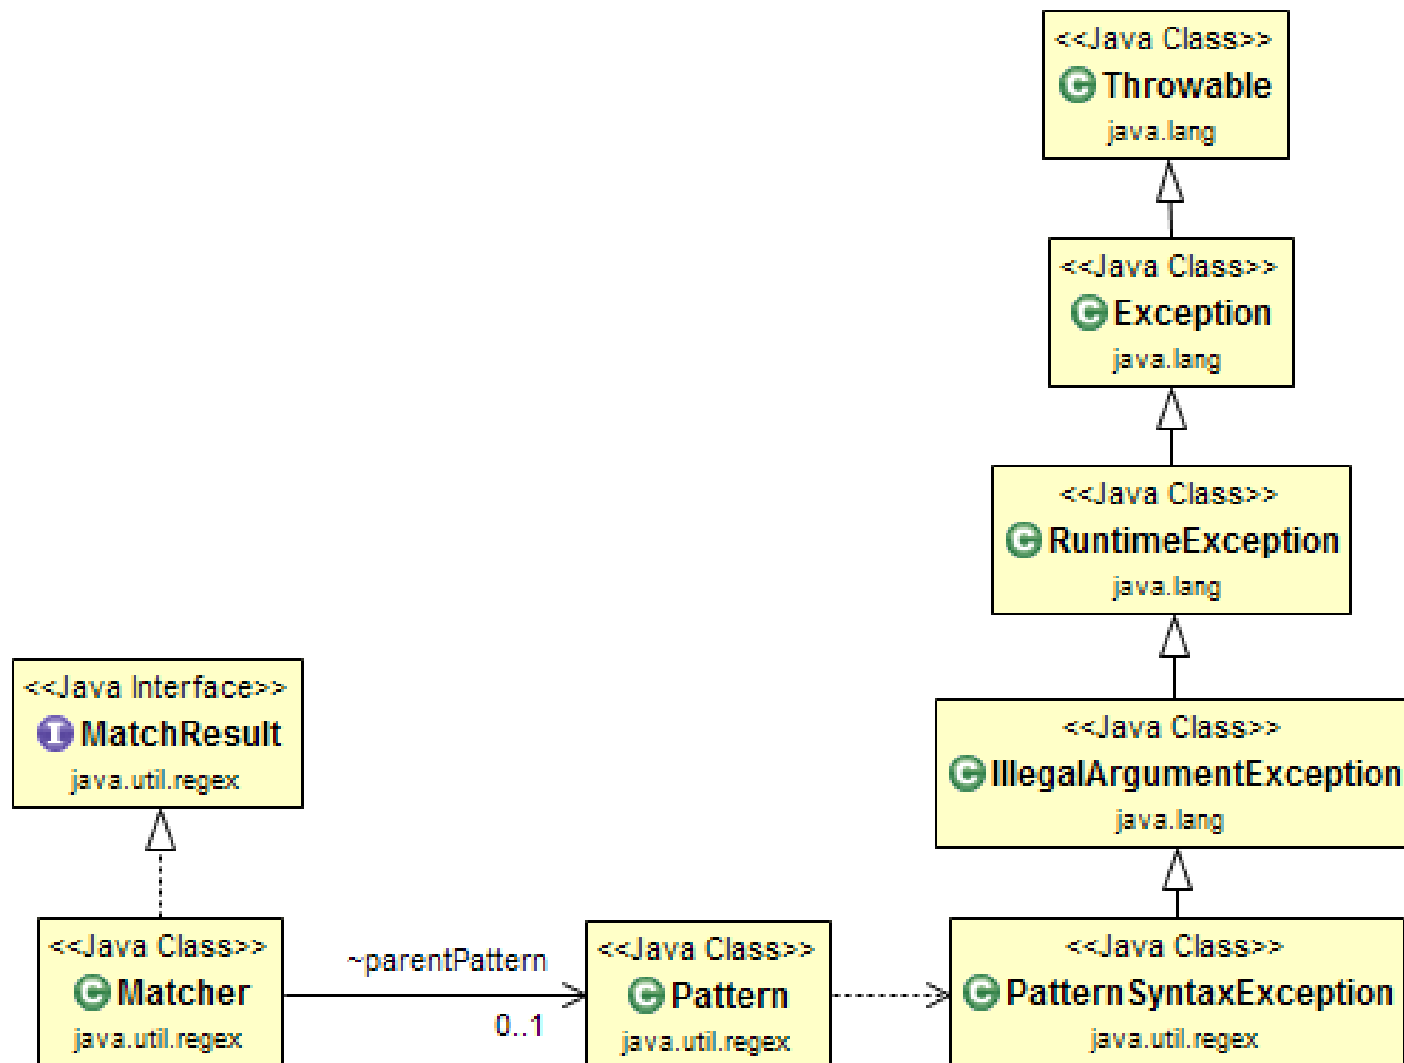 <<Java Class>>
C Throwable
java.lang
<<Java Class>>
C Exception
java.lang
<<Java Class>>
C RuntimeException
java.lang
<<Java Interface>>
I MatchResult
java.util.regex
<<Java Class>>
C IllegalArgumentException
java.lang
<<Java Class>>
C Matcher
java.util.regex
~parentPattern
0..1
<<Java Class>>
C Pattern
java.util.regex
<<Java Class>>
C PatternSyntaxException
java.util.regex